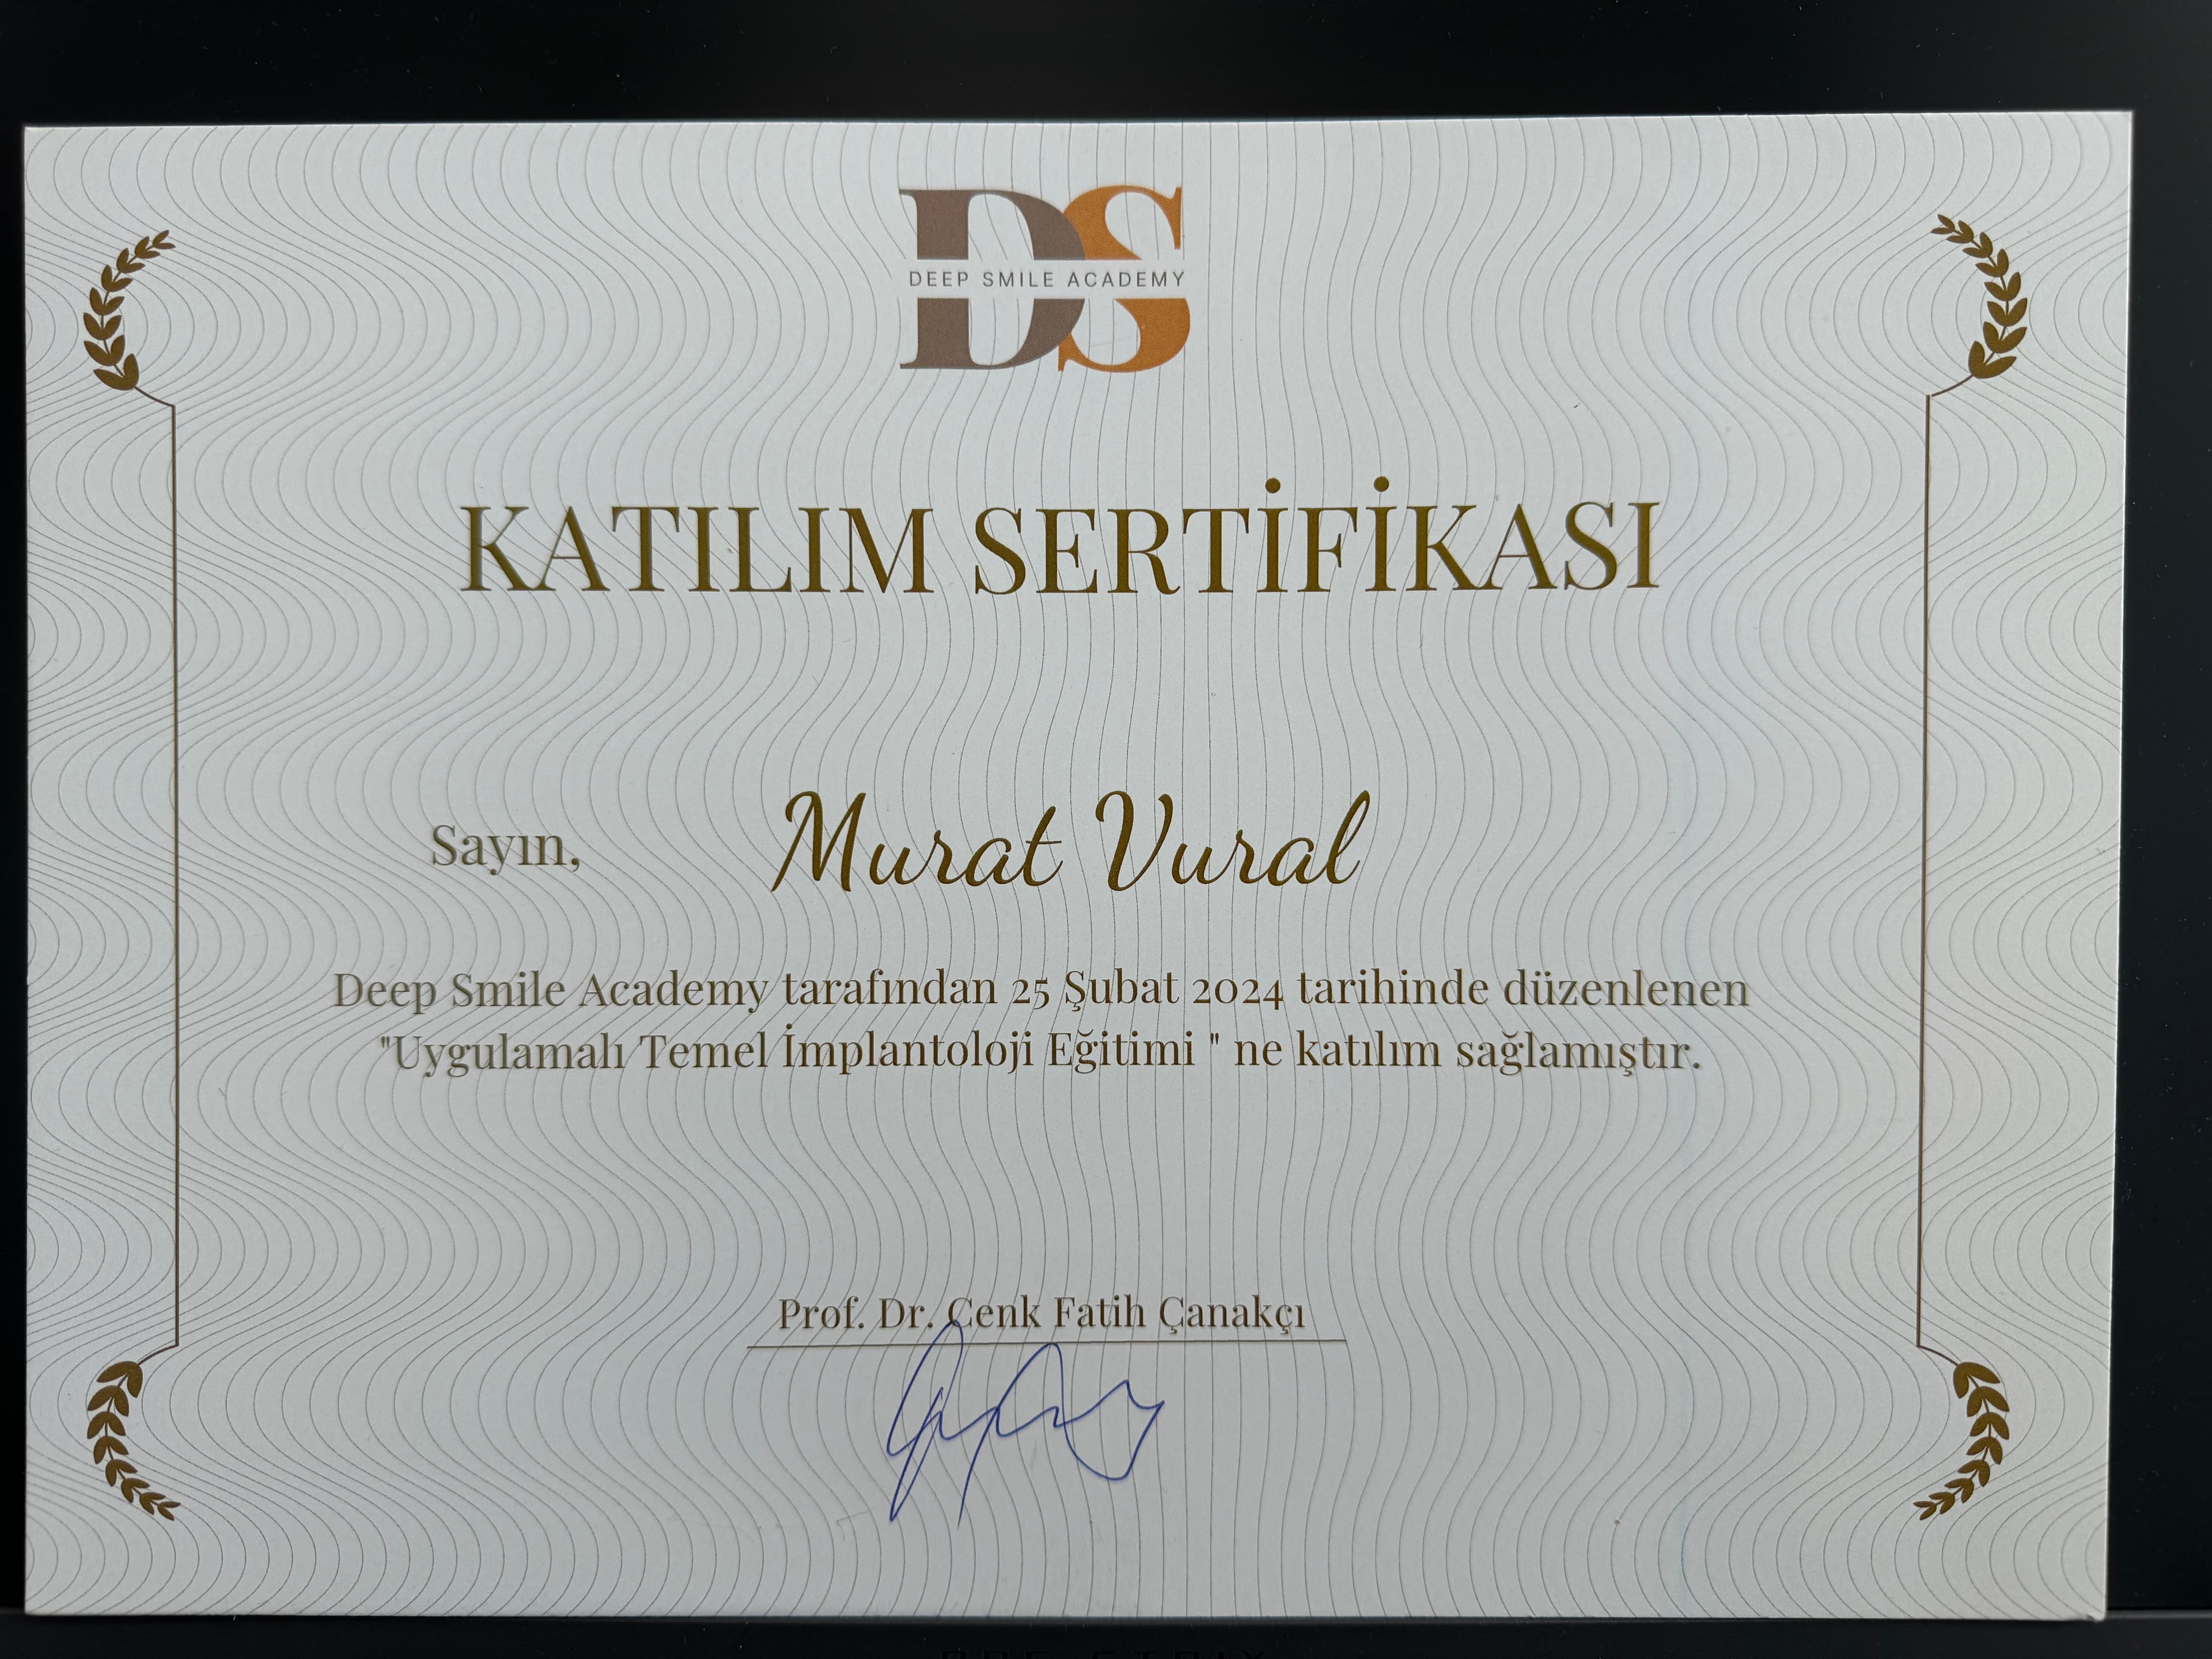 DS
DEEP SMILE ACADEMY
KATILIM SERTİFİKASI
Sayın, Murat Vural
Deep Smile Academy tarafından 25 Şubat 2024 tarihinde düzenlenen
"Uygulamalı Temel İmplantoloji Eğitimi " ne katılım sağlamıştır.
Prof. Dr. Cenk Fatih Çanakçı